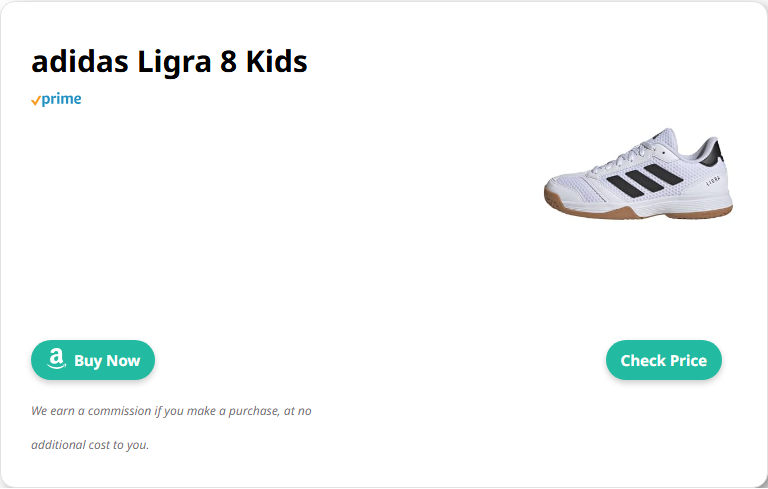 adidas Ligra 8 Kids
prime
LIGRA
Buy Now
Check Price
We earn a commission if you make a purchase, at no
additional cost to you.